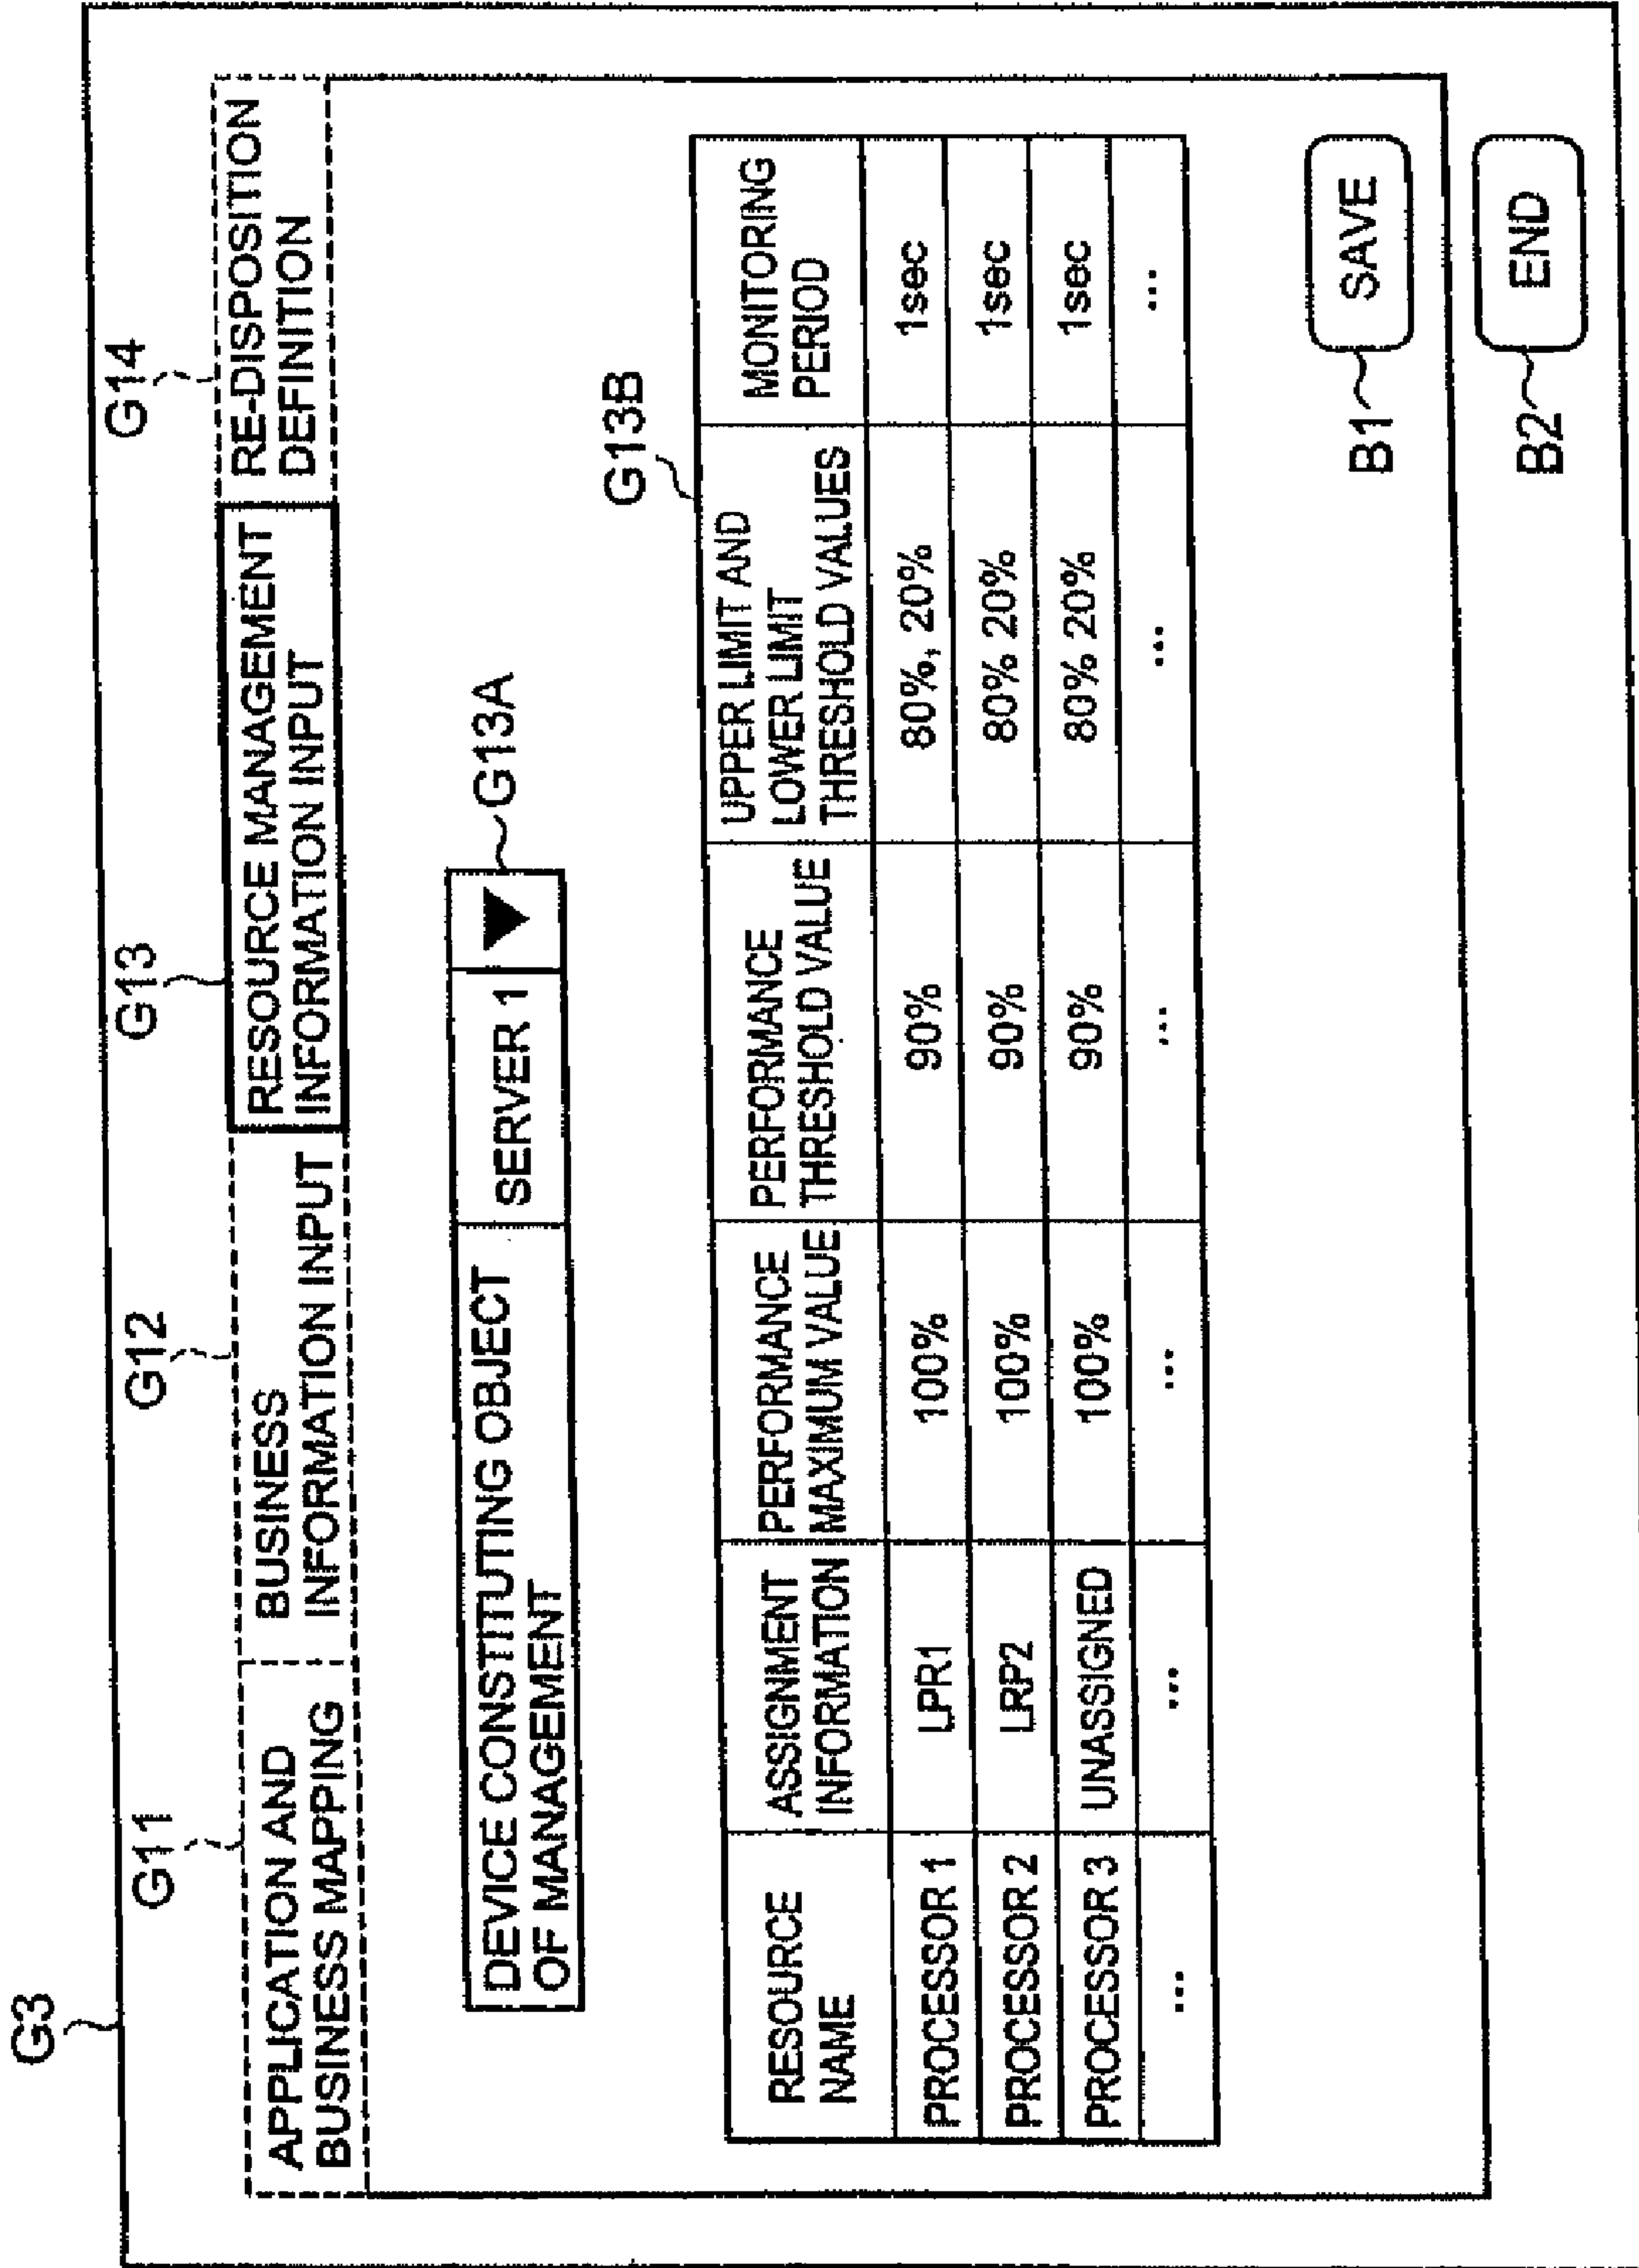 G3
G11
G12
G13
G14
APPLICATION AND
BUSINESS MAPPING
BUSINESS
INFORMATION INPUT
RESOURCE MANAGEMENT
INFORMATION INPUT
RE-DISPOSITION
DEFINITION
DEVICE CONSTITUTING OBJECT
OF MANAGEMENT
SERVER 1
G13A
G13B
RESOURCE
NAME
ASSIGNMENT
INFORMATION
PERFORMANCE
MAXIMUM VALUE
PERFORMANCE
THRESHOLD VALUE
UPPER LIMIT AND
LOWER LIMIT
THRESHOLD VALUES
MONITORING
PERIOD
PROCESSOR 1 LPR1 100% 90% 80%, 20% 1sec
PROCESSOR 2 LRP2 100% 90% 80% 20% 1sec
PROCESSOR 3 UNASSIGNED 100% 90% 80% 20% 1sec
... ... ... ... ... ...
B1 SAVE
B2 END